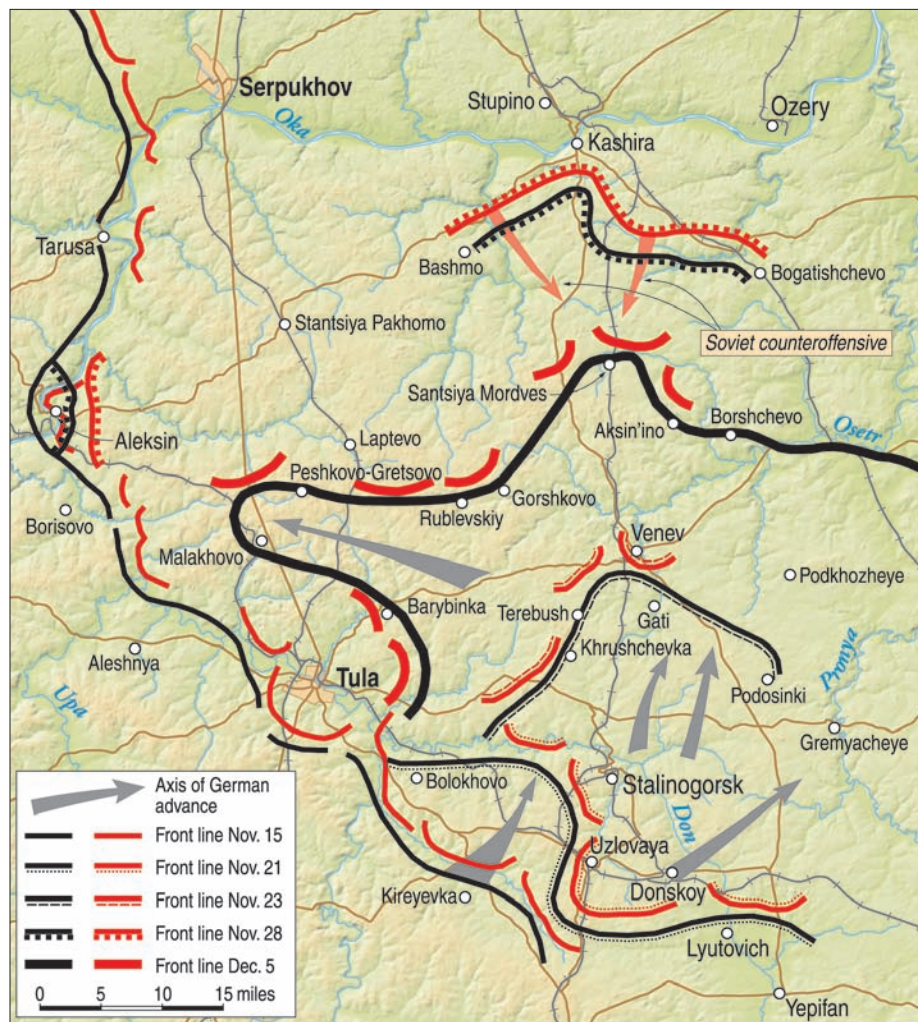 Serpukhov
Oka
Stupino
Ozery
Kashira
Tarusa
Bashmo
Bogatishchevo
Stantsiya Pakhomo
Soviet counteroffensive
Santsiya Mordves
Aleksin
Laptevo
Aksin'ino
Borshchevo
Osetr
Peshkovo-Gretsovo
Gorshkovo
Borisovo
Rublevskiy
Malakhovo
Venev
Podkhozheye
Barybinka
Terebush
Gati
Aleshnya
Khrushchevka
Pronya
Tula
Podosinki
Upa
Gremyacheye
Bolokhovo
Stalinogorsk
Don
Uzlovaya
Kireyevka
Donskoy
Lyutovich
Yepifan
Axis of German
advance
Front line Nov. 15
Front line Nov. 21
Front line Nov. 23
Front line Nov. 28
Front line Dec. 5
0 5 10 15 miles